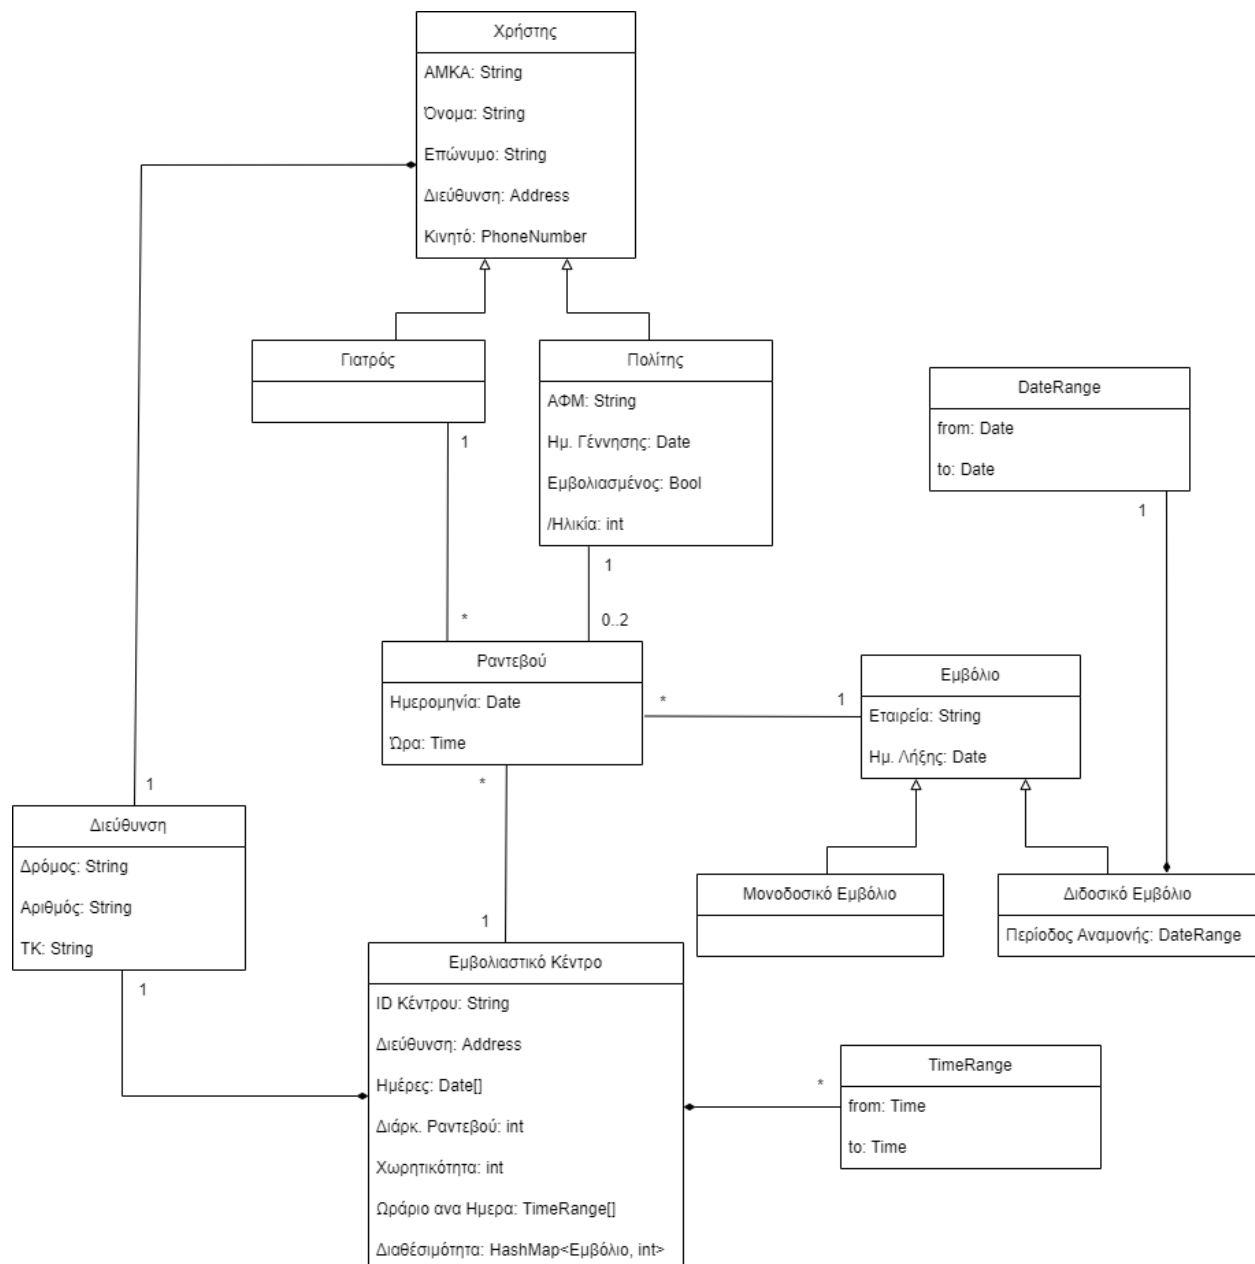 Χρήστης
ΑΜΚΑ: String
Όνομα: String
Επώνυμο: String
Διεύθυνση: Address
Κινητό: PhoneNumber
Γιατρός
Πολίτης
ΑΦΜ: String
Ημ. Γέννησης: Date
Εμβολιασμένος: Bool
/Ηλικία: int
DateRange
from: Date
to: Date
1
1
1
*
0..2
Ραντεβού
Ημερομηνία: Date
Ώρα: Time
*
1
Εμβόλιο
Εταιρεία: String
Ημ. Λήξης: Date
1
*
Διεύθυνση
Δρόμος: String
Αριθμός: String
ΤΚ: String
Μονοδοσικό Εμβόλιο
Διδοσικό Εμβόλιο
Περίοδος Αναμονής: DateRange
1
1
Εμβολιαστικό Κέντρο
ID Κέντρου: String
Διεύθυνση: Address
Ημέρες: Date[]
Διάρκ. Ραντεβού: int
Χωρητικότητα: int
Ωράριο ανα Ημερα: TimeRange[]
Διαθέσιμότητα: HashMap<Εμβόλιο, int>
*
TimeRange
from: Time
to: Time